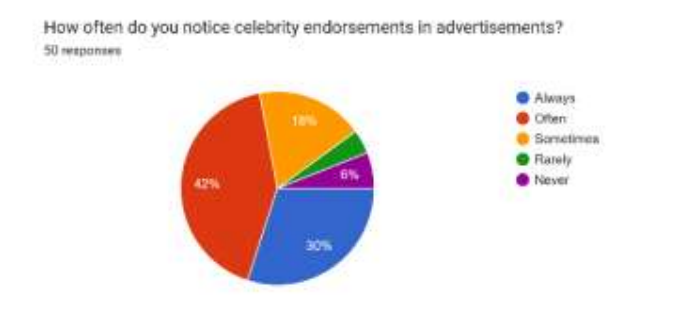 How often do you notice celebrity endorsements in advertisements?
50 responses
18%
6%
42%
30%
Always
Often
Sometimes
Rarely
Never